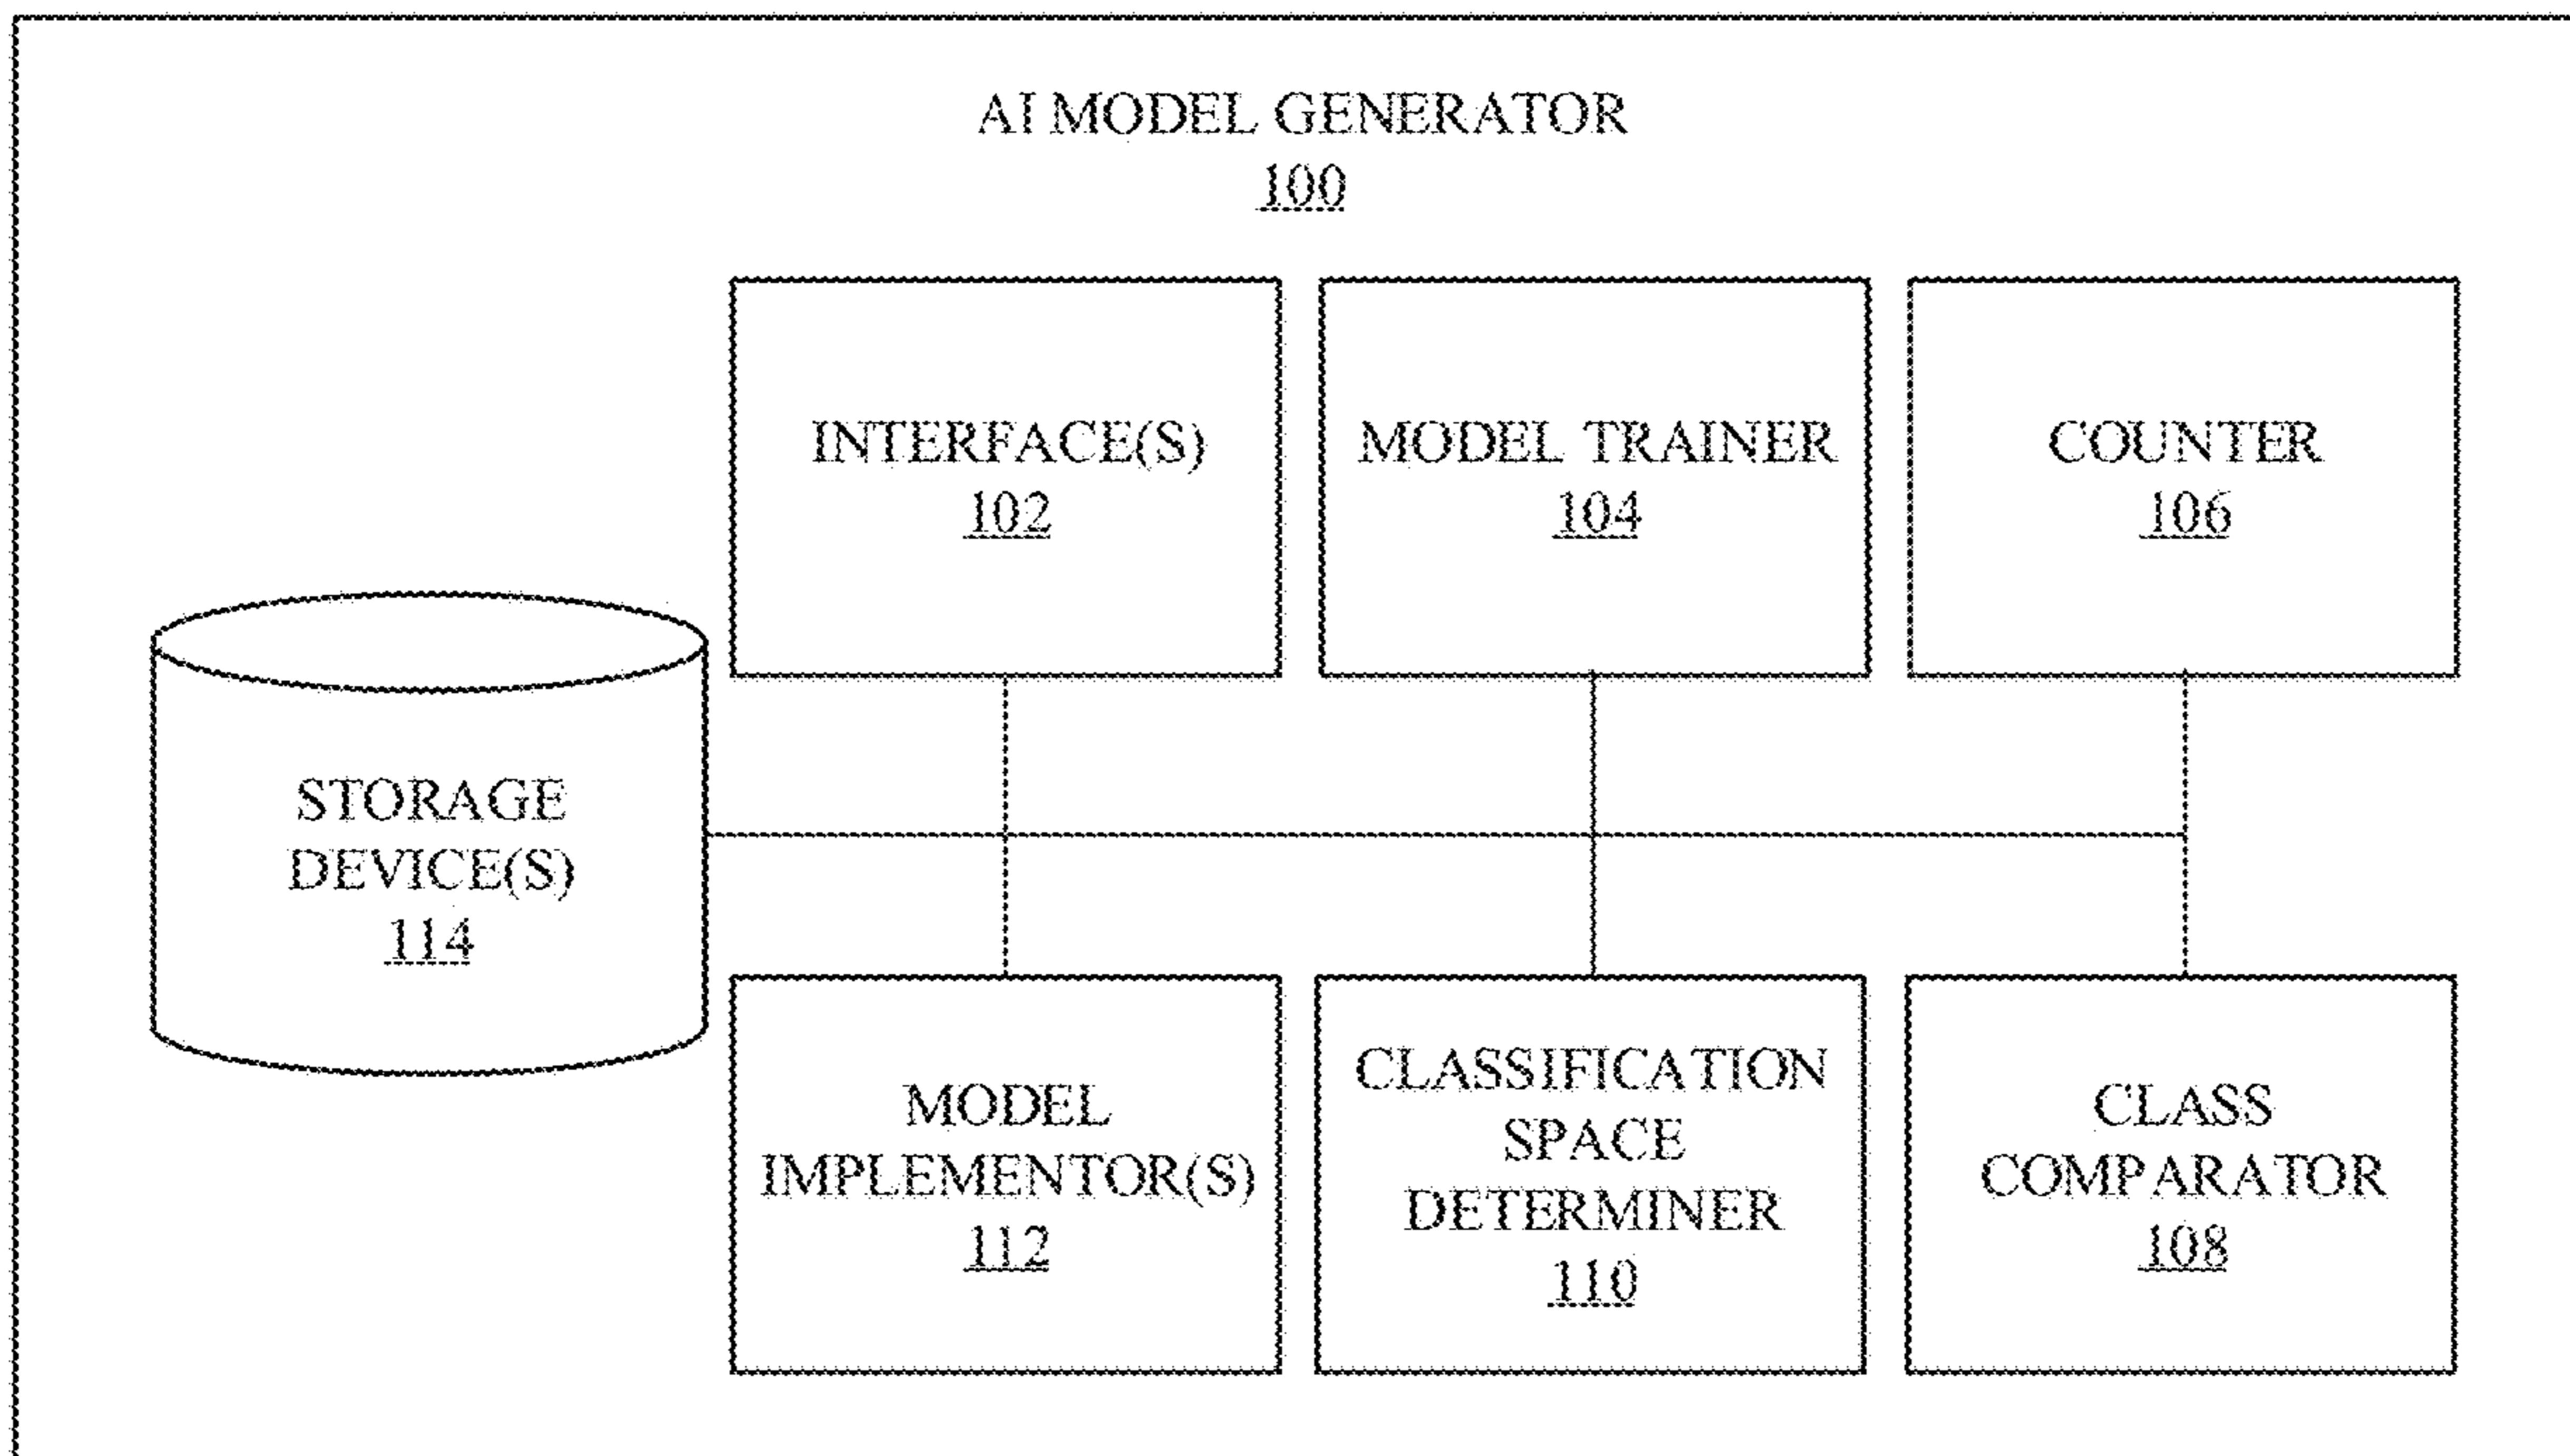 AI MODEL GENERATOR
100
INTERFACE(S)
102
MODEL TRAINER
104
COUNTER
106
STORAGE
DEVICE(S)
114
MODEL
IMPLEMENTOR(S)
112
CLASSIFICATION
SPACE
DETERMINER
110
CLASS
COMPARATOR
108